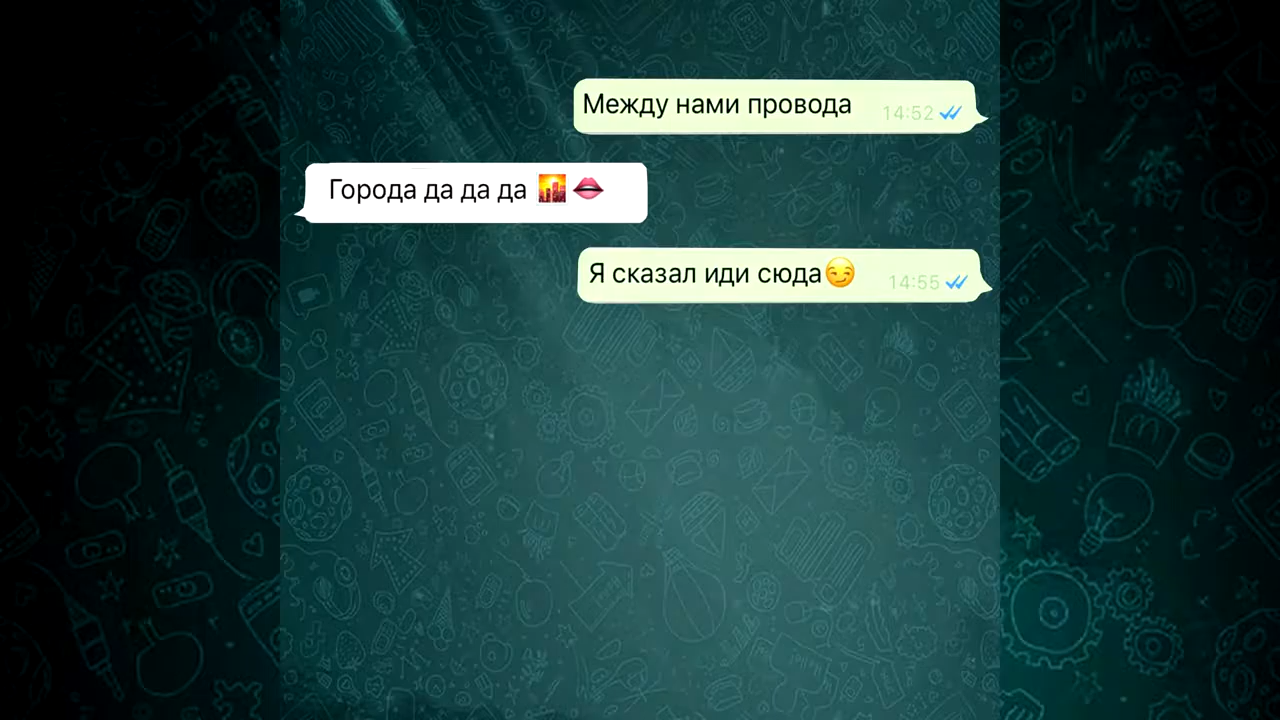 Между нами провода 14:52
Города да да да 🌇 👄
Я сказал иди сюда😏 14:55